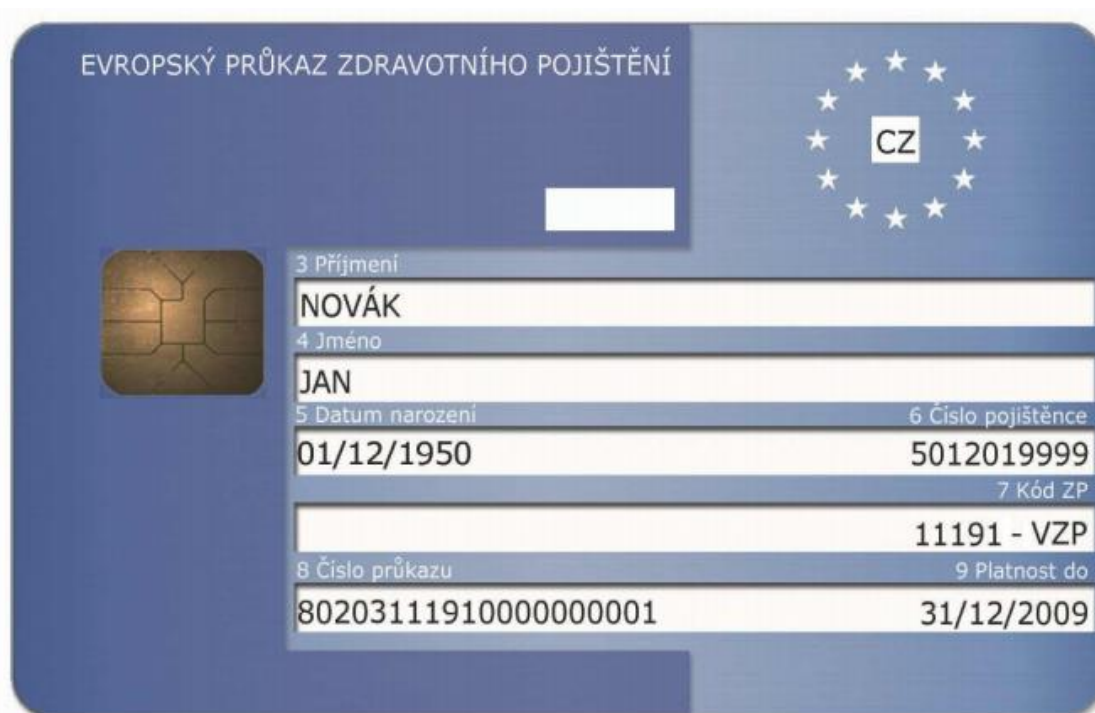 EVROPSKÝ PRŮKAZ ZDRAVOTNÍHO POJIŠTĚNÍ
CZ
3 Příjmení
NOVÁK
4 Jméno
JAN
5 Datum narození 6 Číslo pojištěnce
01/12/1950 5012019999
7 Kód ZP
11191 - VZP
8 Číslo průkazu 9 Platnost do
80203111910000000001 31/12/2009